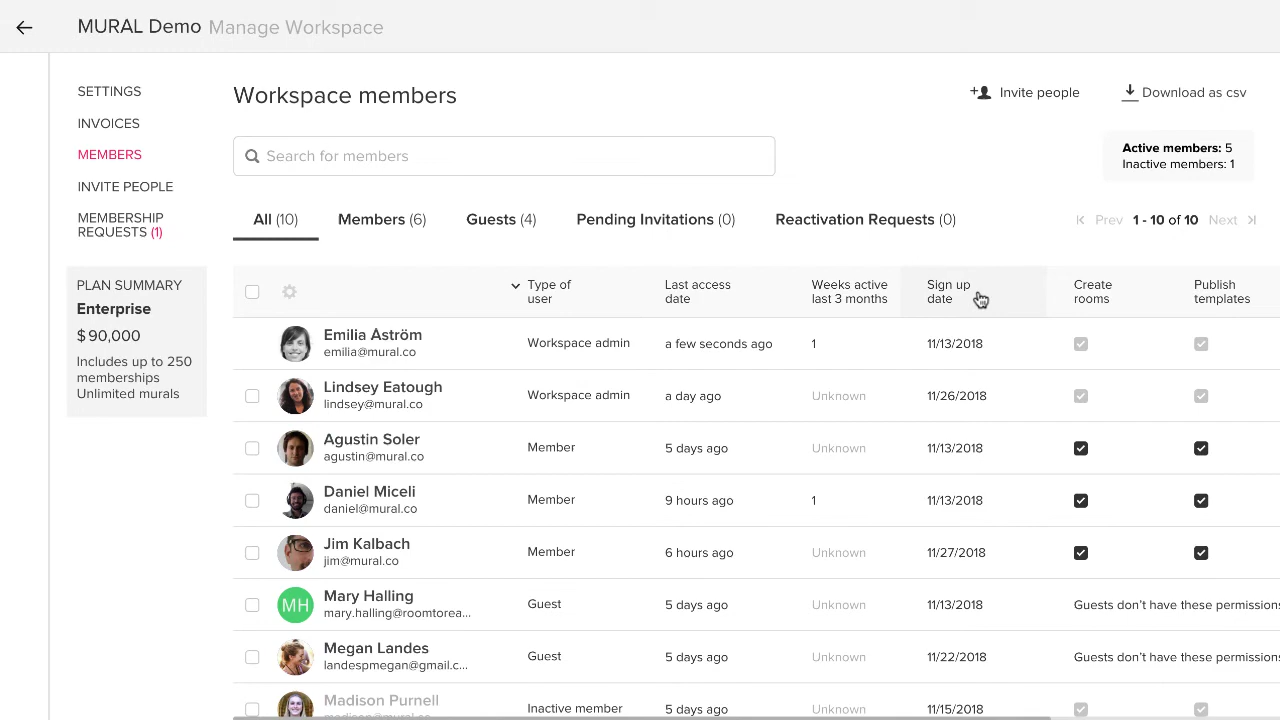 MURAL Demo Manage Workspace
SETTINGS
INVOICES
MEMBERS
INVITE PEOPLE
MEMBERSHIP
REQUESTS (1)
PLAN SUMMARY
Enterprise
$90,000
Includes up to 250
memberships
Unlimited murals
Workspace members
Invite people
Download as csv
Search for members
Active members: 5
Inactive members: 1
All (10) Members (6) Guests (4) Pending Invitations (0) Reactivation Requests (0)
Prev 1 - 10 of 10 Next
Type of
user
Last access
date
Weeks active
last 3 months
Sign up
date
Create
rooms
Publish
templates
Emilia Aström
emilia@mural.co
Workspace admin a few seconds ago 1 11/13/2018
Lindsey Eatough
lindsey@mural.co
Workspace admin a day ago Unknown 11/26/2018
Agustin Soler
agustin@mural.co
Member 5 days ago Unknown 11/13/2018
Daniel Miceli
daniel@mural.co
Member 9 hours ago 1 11/13/2018
Jim Kalbach
jim@mural.co
Member 6 hours ago Unknown 11/27/2018
MH
Mary Halling
mary.halling@roomtorea...
Guest 5 days ago Unknown 11/13/2018 Guests don't have these permissions
Megan Landes
landespmegan@gmail.c...
Guest 5 days ago Unknown 11/22/2018 Guests don't have these permissions
Madison Purnell
Inactive member 5 days ago Unknown 11/15/2018